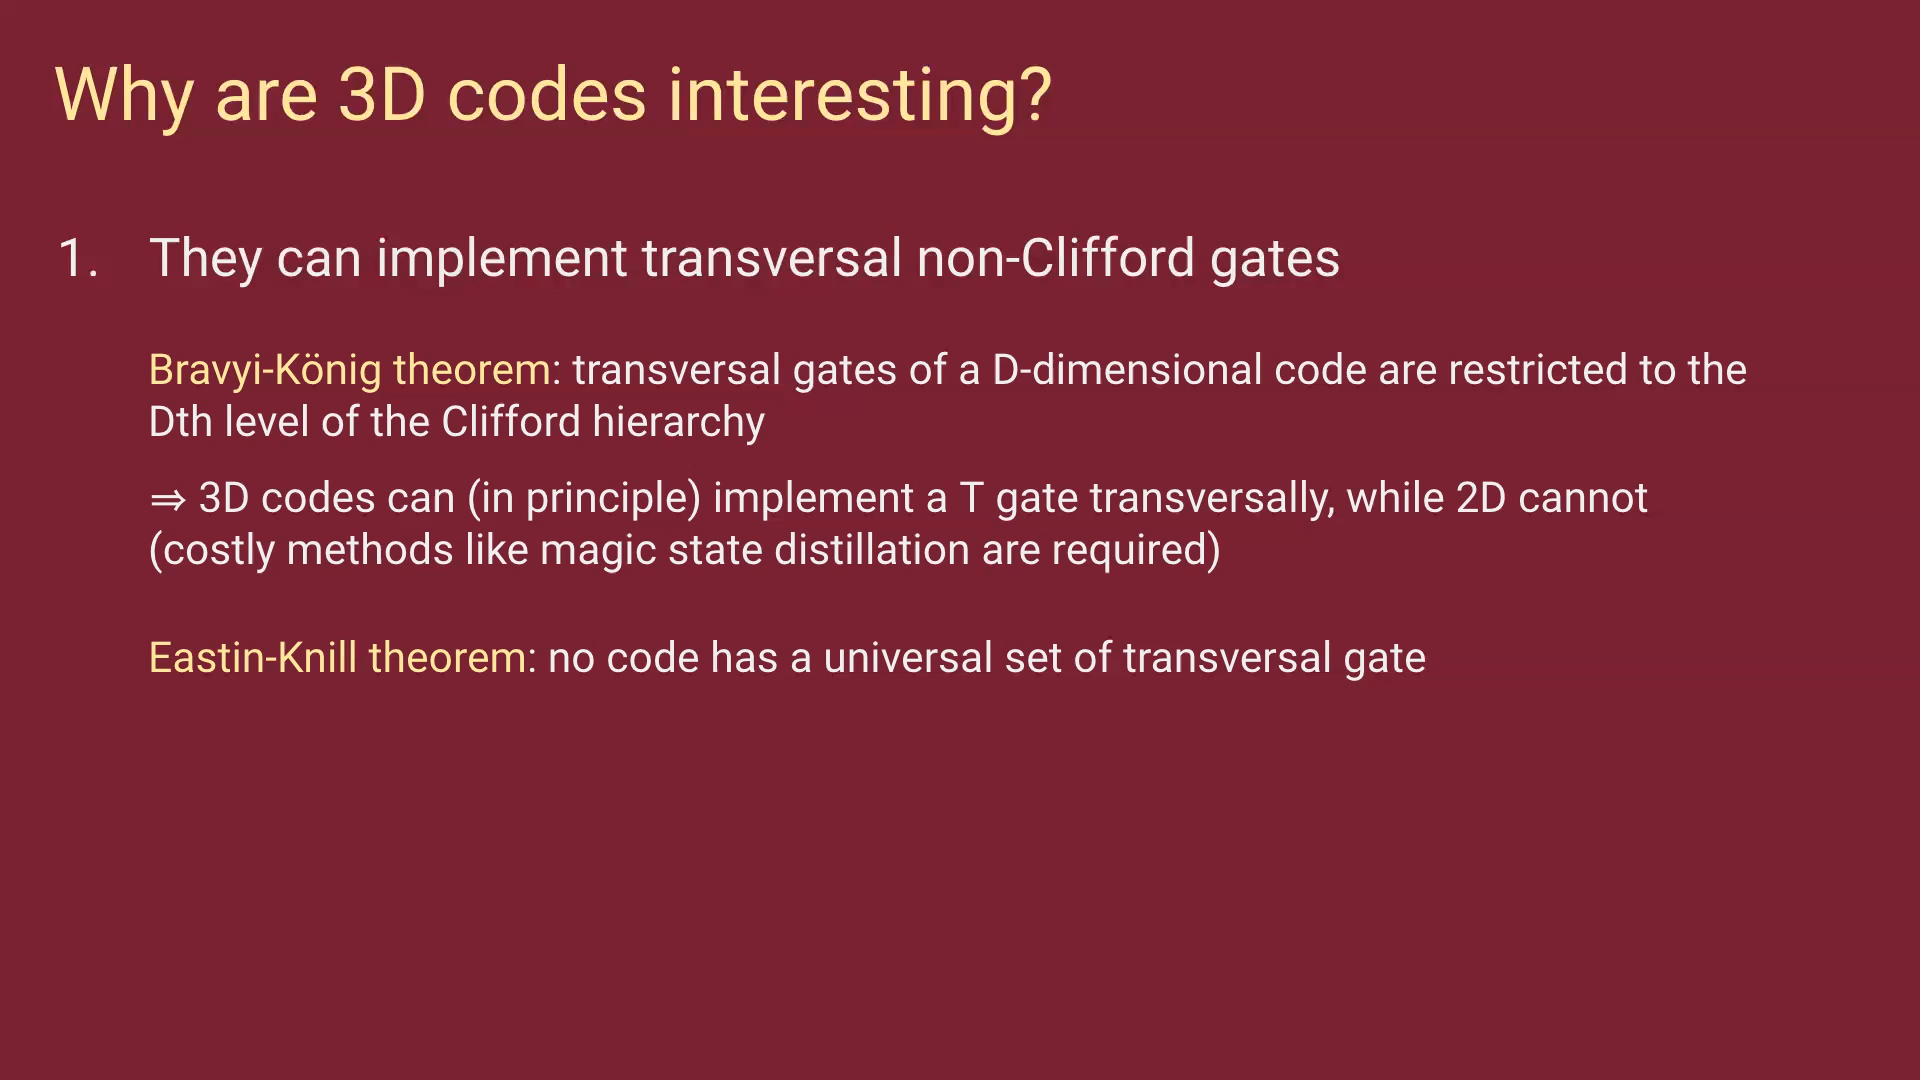 Why are 3D codes interesting?
1. They can implement transversal non-Clifford gates
Bravyi-König theorem: transversal gates of a D-dimensional code are restricted to the
Dth level of the Clifford hierarchy
⇒ 3D codes can (in principle) implement a T gate transversally, while 2D cannot
(costly methods like magic state distillation are required)
Eastin-Knill theorem: no code has a universal set of transversal gate